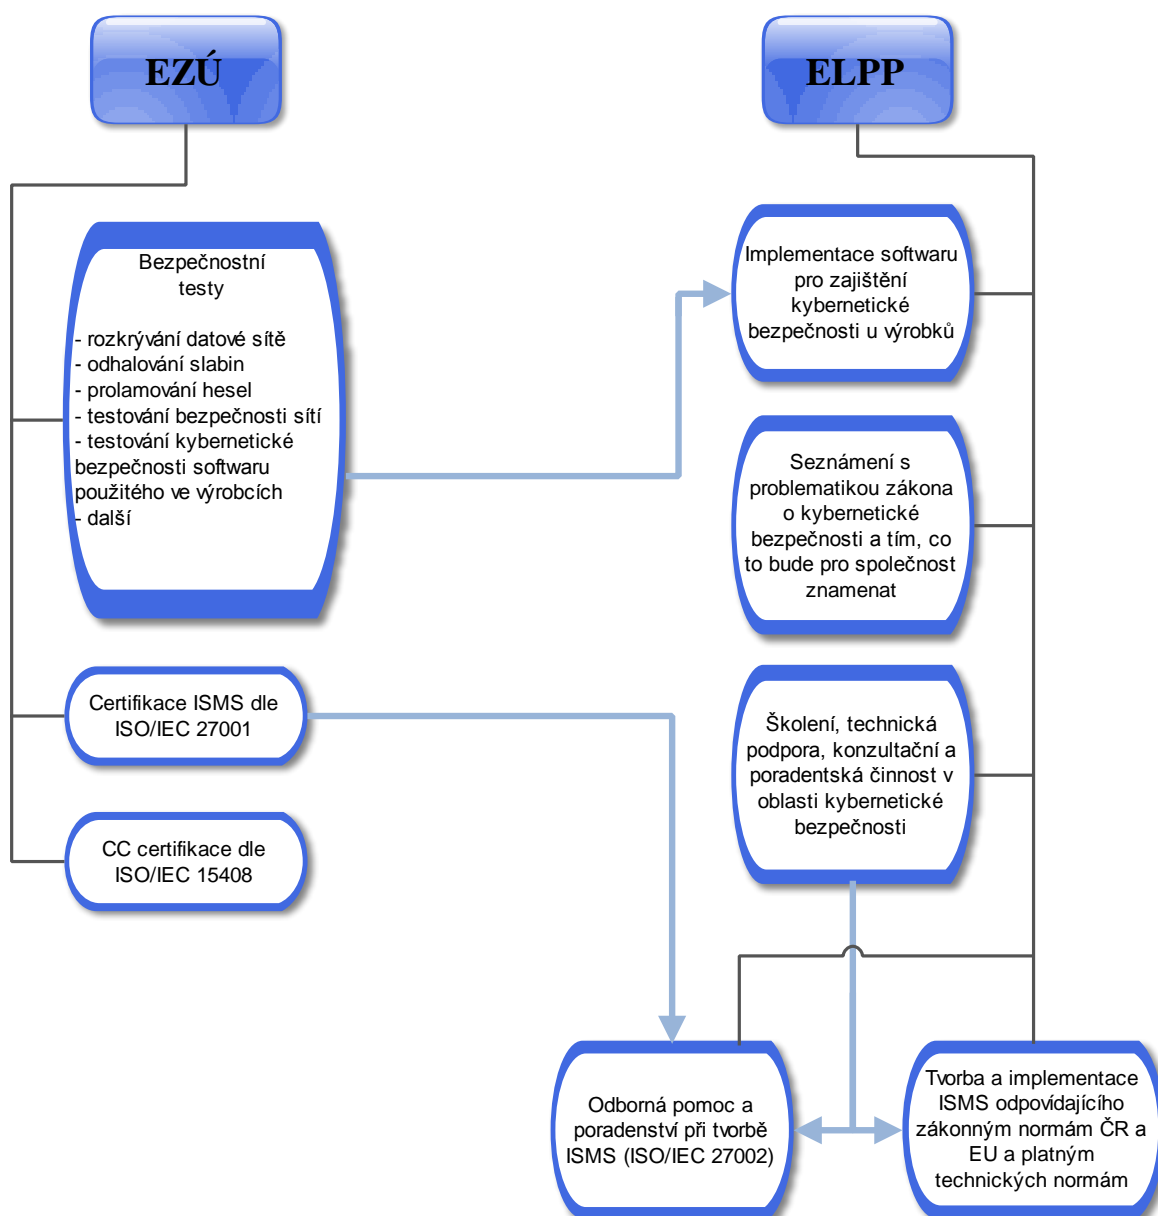 EZÚ
ELPP
Bezpečnostní
testy
- rozkrývání datové sítě
- odhalování slabin
- prolamování hesel
- testování bezpečnosti sítí
- testování kybernetické
bezpečnosti softwaru
použitého ve výrobcích
- další
Certifikace ISMS dle
ISO/IEC 27001
CC certifikace dle
ISO/IEC 15408
Implementace softwaru
pro zajištění
kybernetické
bezpečnosti u výrobků
Seznámení s
problematikou zákona
o kybernetické
bezpečnosti a tím, co
to bude pro společnost
znamenat
Školení, technická
podpora, konzultační a
poradentská činnost v
oblasti kybernetické
bezpečnosti
Odborná pomoc a
poradenství při tvorbě
ISMS (ISO/IEC 27002)
Tvorba a implementace
ISMS odpovídajícího
zákonným normám ČR a
EU a platným
technických normám